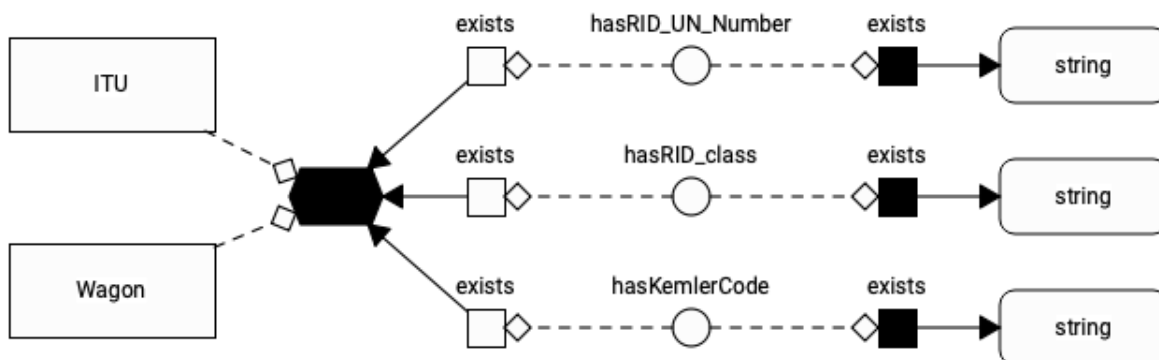 exists hasRID_UN_Number exists
ITU string
exists hasRID_class exists
string
Wagon exists hasKemlerCode exists
string